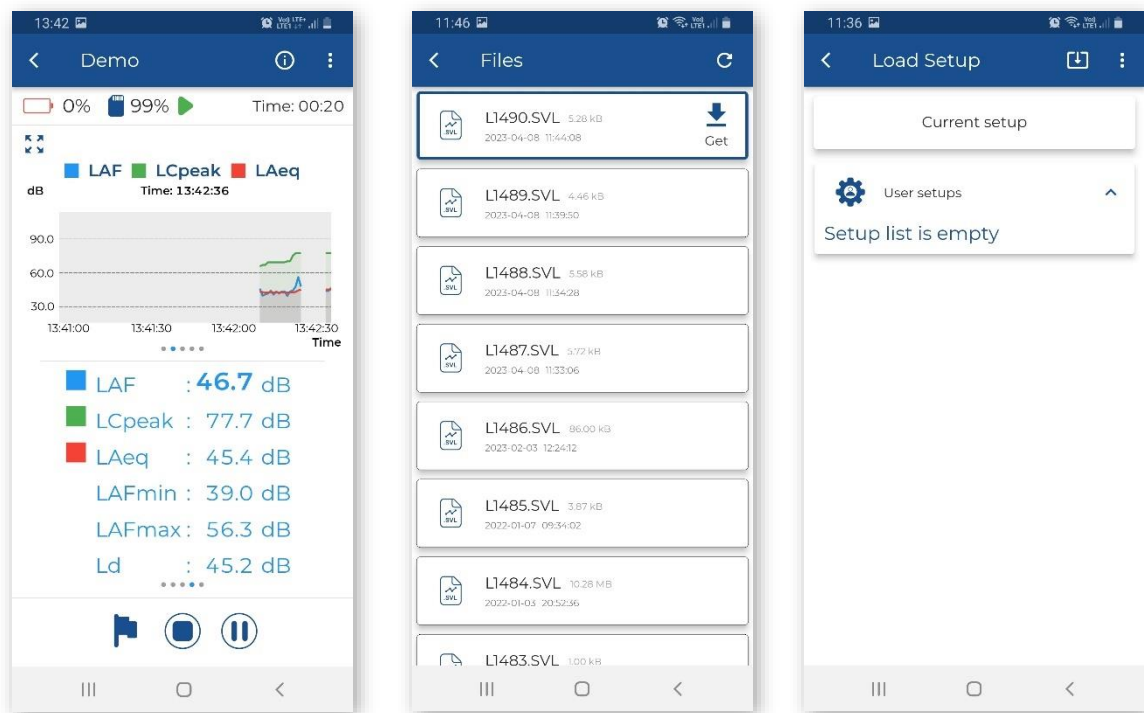 13:42
Demo
0% 99% Time: 00:20
LAF LCpeak LAeq
dB Time: 13:42:36
90.0
60.0
30.0
13:41:00 13:41:30 13:42:00 13:42:30
Time
LAF : 46.7 dB
LCpeak : 77.7 dB
LAeq : 45.4 dB
LAFmin : 39.0 dB
LAFmax : 56.3 dB
Ld : 45.2 dB
11:46
Files
L1490.SVL 5.28 kB
2023-04-08 11:44:08
Get
L1489.SVL 4.46 kB
2023-04-08 11:39:50
L1488.SVL 5.58 kB
2023-04-08 11:34:28
L1487.SVL 5.72 kB
2023-04-08 11:33:06
L1486.SVL 86.00 kB
2023-02-03 12:24:12
L1485.SVL 3.87 kB
2022-01-07 09:34:02
L1484.SVL 10.28 MB
2022-01-03 20:52:36
L1483.SVL 1.00 kB
11:36
Load Setup
Current setup
User setups
Setup list is empty